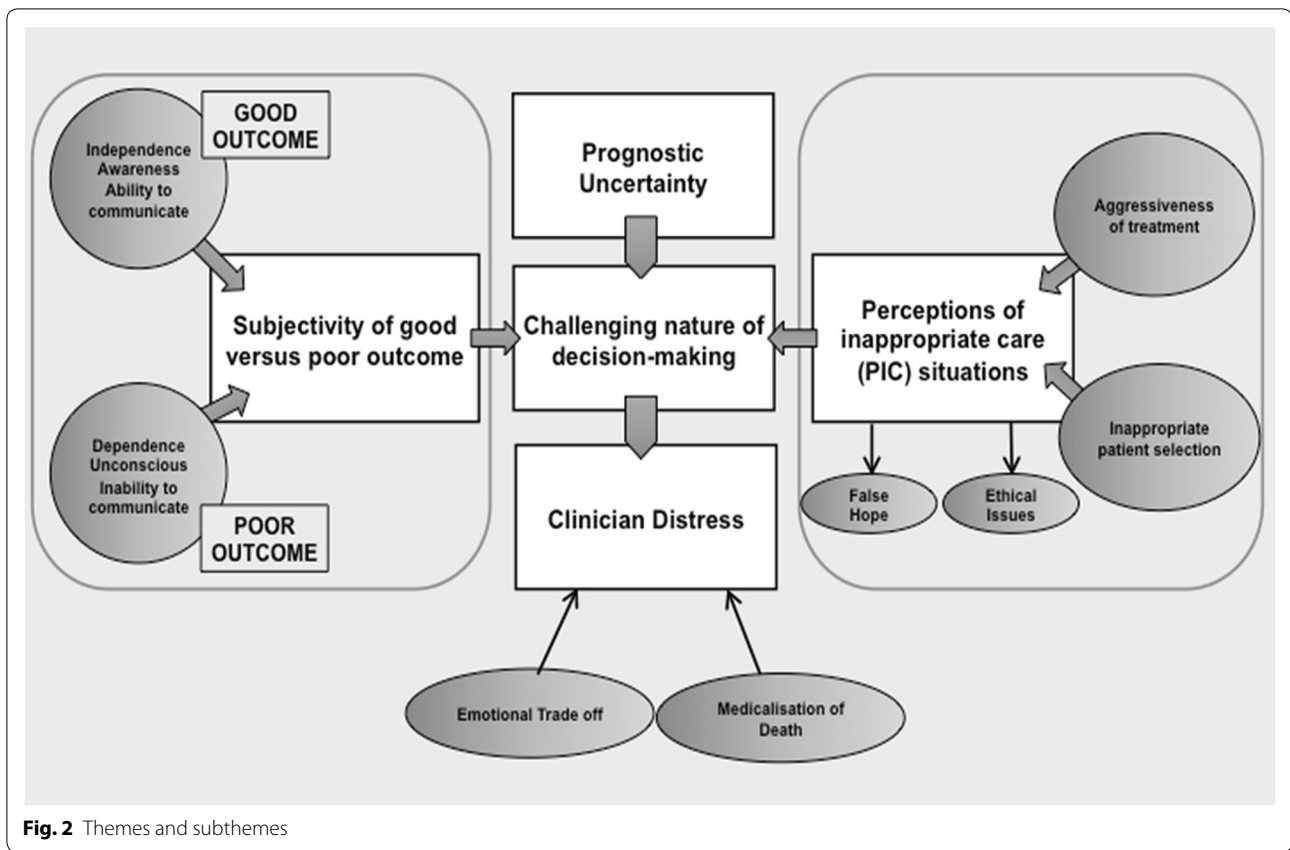 GOOD
OUTCOME
Independence
Awareness
Ability to
communicate
Subjectivity of good
versus poor outcome
Dependence
Unconscious
Inability to
communicate
POOR
OUTCOME
Prognostic
Uncertainty
Challenging nature of
decision-making
Clinician Distress
Emotional Trade off
Medicalisation of
Death
Aggressiveness
of treatment
Perceptions of
inappropriate care
(PIC) situations
Inappropriate
patient selection
False
Hope
Ethical
Issues
Fig. 2 Themes and subthemes